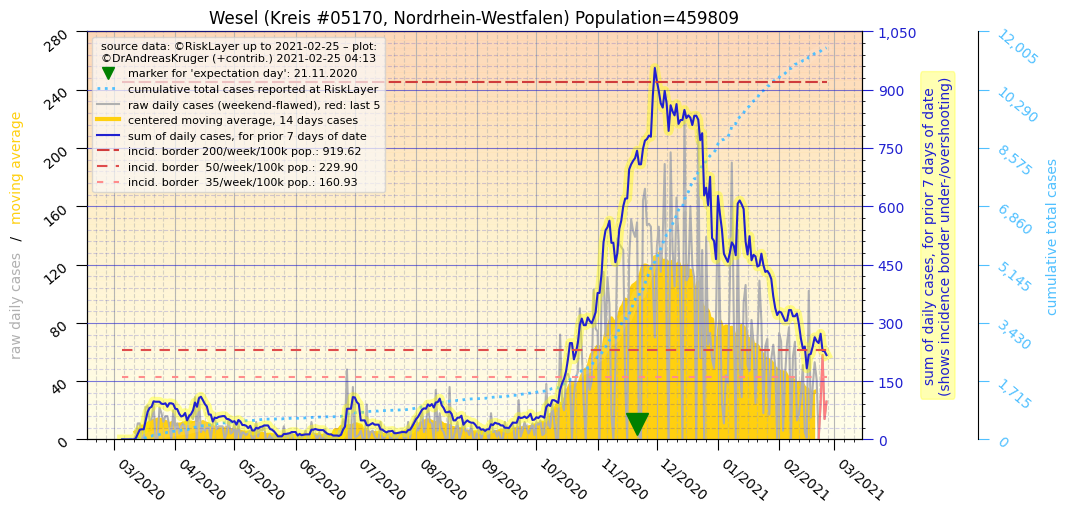 Wesel (Kreis #05170, Nordrhein-Westfalen) Population=459809
source data: ©RiskLayer up to 2021-02-25 – plot:
©DrAndreasKruger (+contrib.) 2021-02-25 04:13
marker for 'expectation day': 21.11.2020
cumulative total cases reported at RiskLayer
raw daily cases (weekend-flawed), red: last 5
centered moving average, 14 days cases
sum of daily cases, for prior 7 days of date
incid. border 200/week/100k pop.: 919.62
incid. border  50/week/100k pop.: 229.90
incid. border  35/week/100k pop.: 160.93
raw daily cases  /  moving average
280
240
200
160
120
80
40
0
03/2020
04/2020
05/2020
06/2020
07/2020
08/2020
09/2020
10/2020
11/2020
12/2020
01/2021
02/2021
03/2021
1,050
900
750
600
450
300
150
0
sum of daily cases, for prior 7 days of date
(shows incidence border under-/overshooting)
12,005
10,290
8,575
6,860
5,145
3,430
1,715
0
cumulative total cases